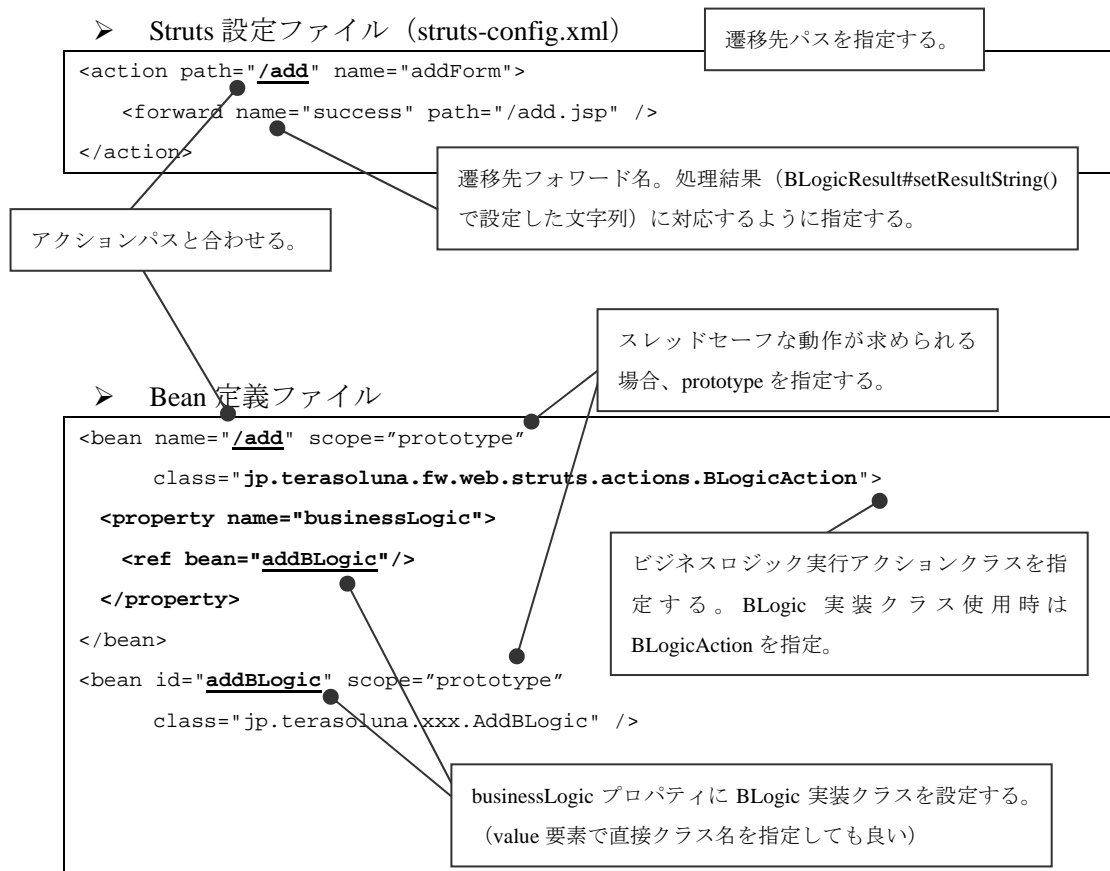 ➢ Struts 設定ファイル（struts-config.xml）
遷移先パスを指定する。
<action path="/add" name="addForm">
<forward name="success" path="/add.jsp" />
</action>
遷移先フォワード名。処理結果（BLogicResult#setResultString()
で設定した文字列）に対応するように指定する。
アクションパスと合わせる。
スレッドセーフな動作が求められる
場合、prototype を指定する。
➢ Bean 定義ファイル
<bean name="/add" scope=”prototype”
class="jp.terasoluna.fw.web.struts.actions.BLogicAction">
<property name="businessLogic">
<ref bean="addBLogic"/>
</property>
</bean>
ビジネスロジック実行アクションクラスを指
定する。BLogic 実装クラス使用時は
BLogicAction を指定。
<bean id="addBLogic" scope=”prototype”
class="jp.terasoluna.xxx.AddBLogic" />
businessLogic プロパティに BLogic 実装クラスを設定する。
（value 要素で直接クラス名を指定しても良い）